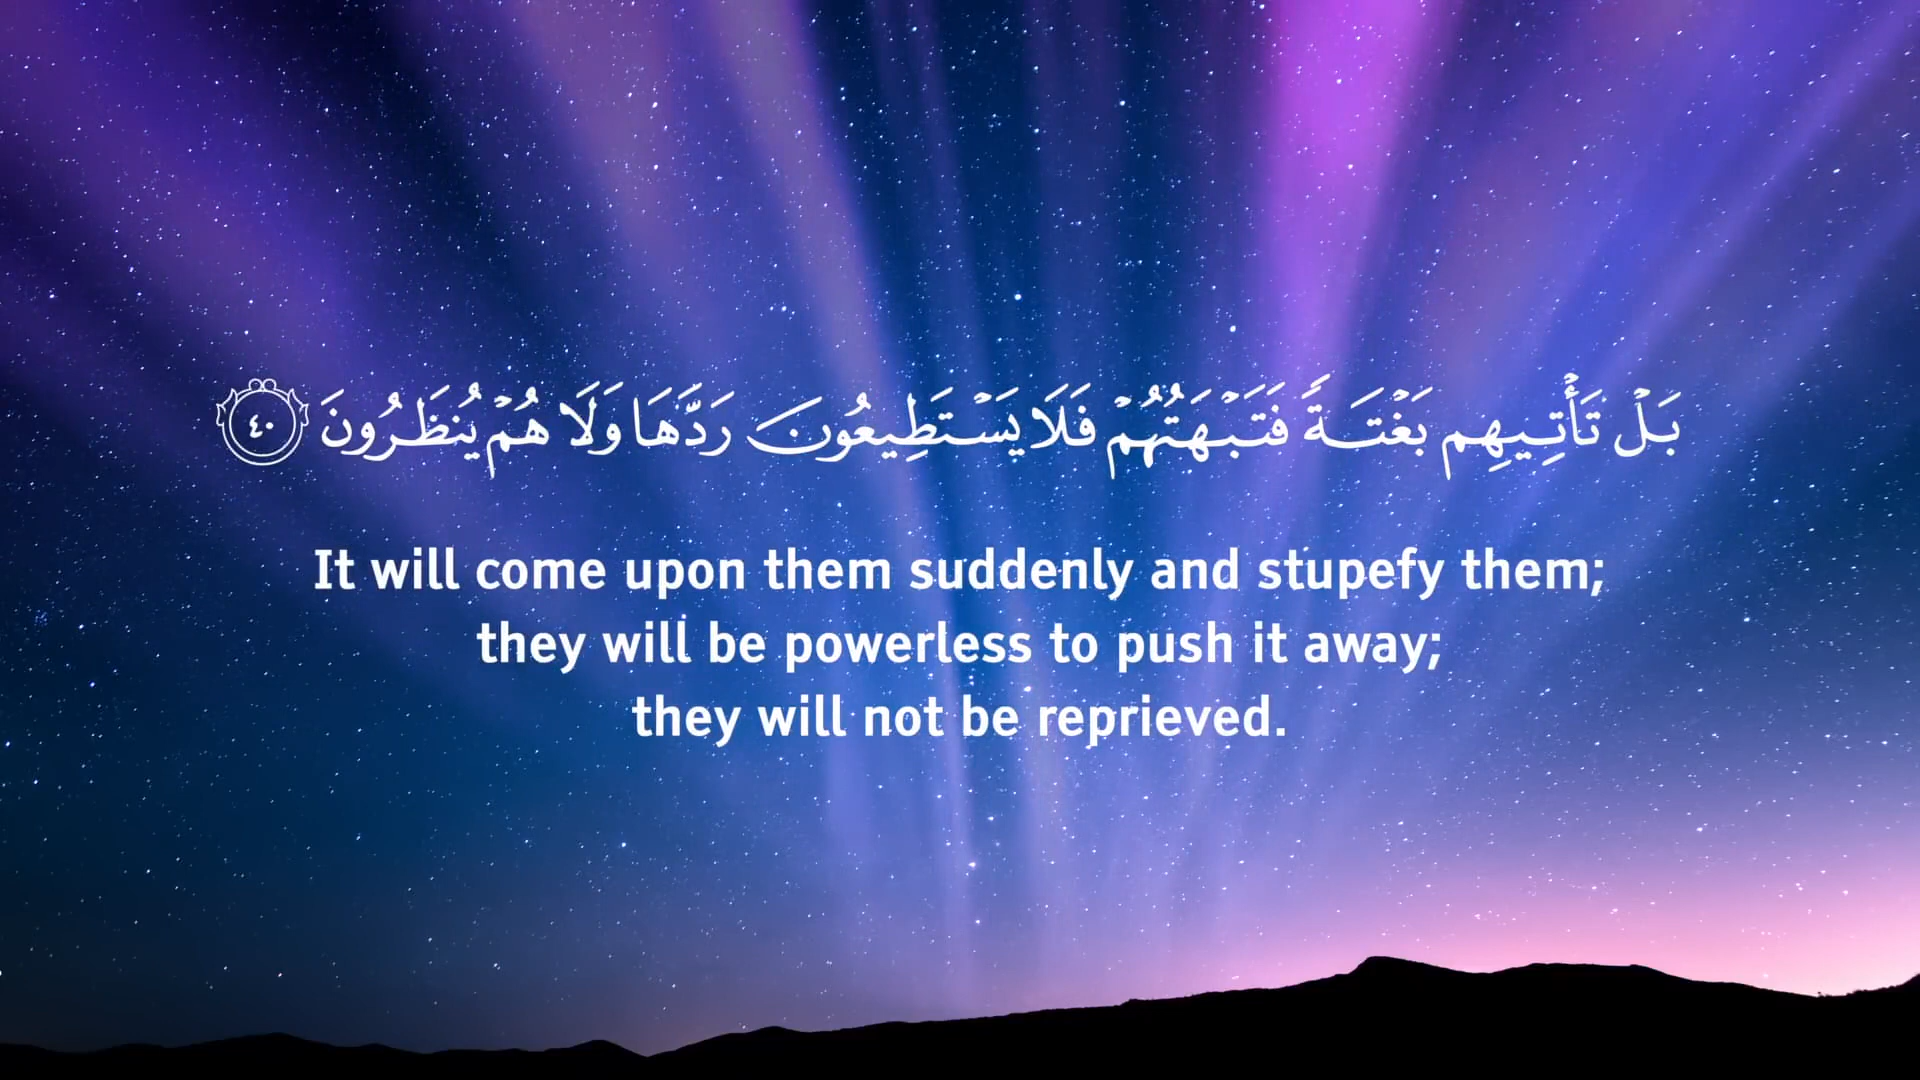 بَلْ تَأْتِيهِم بَغْتَةً فَتَبْهَتُهُمْ فَلَا يَسْتَطِيعُونَ رَدَّهَا وَلَا هُمْ يُنظَرُونَ ٤٠
It will come upon them suddenly and stupefy them;
they will be powerless to push it away;
they will not be reprieved.